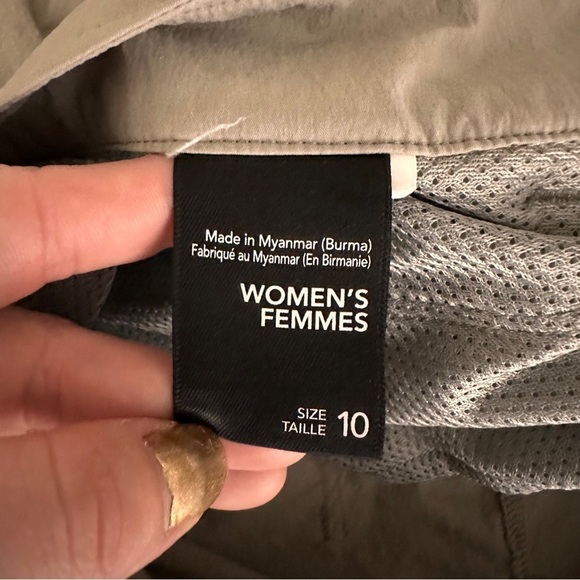 Made in Myanmar (Burma)
Fabriqué au Myanmar (En Birmanie)
WOMEN'S
FEMMES
SIZE
TAILLE 10